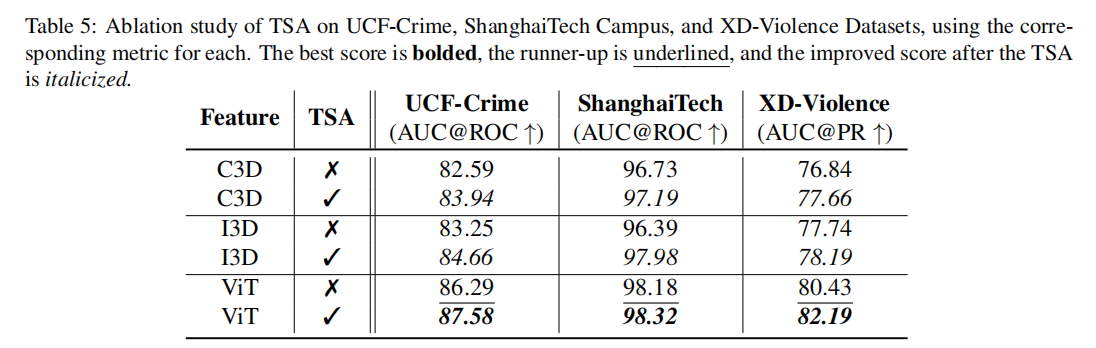 Table 5: Ablation study of TSA on UCF-Crime, ShanghaiTech Campus, and XD-Violence Datasets, using the corre-
sponding metric for each. The best score is bolded, the runner-up is underlined, and the improved score after the TSA
is italicized.
Feature TSA UCF-Crime ShanghaiTech XD-Violence
(AUC@ROC ↑) (AUC@ROC ↑) (AUC@PR ↑)
C3D ✗ 82.59 96.73 76.84
C3D ✓ 83.94 97.19 77.66
I3D ✗ 83.25 96.39 77.74
I3D ✓ 84.66 97.98 78.19
ViT ✗ 86.29 98.18 80.43
ViT ✓ 87.58 98.32 82.19